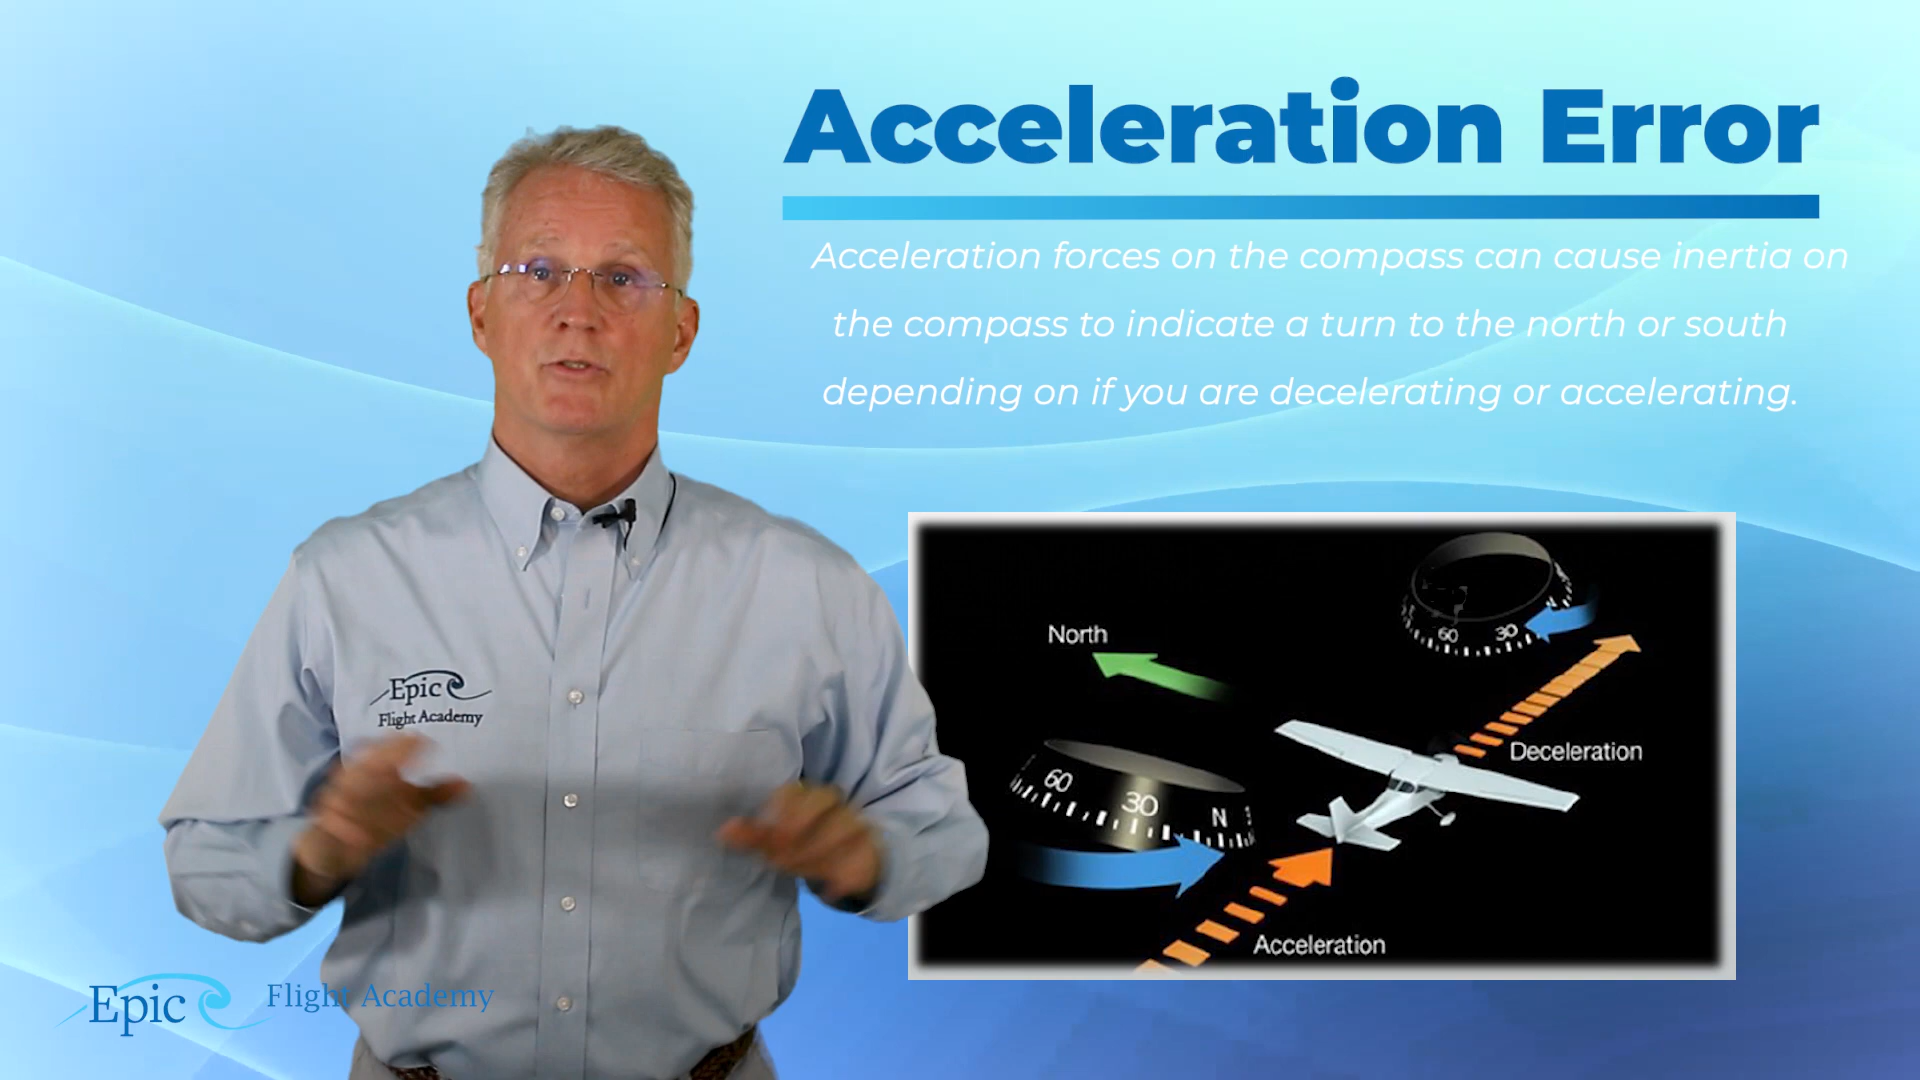 Acceleration Error
Acceleration forces on the compass can cause inertia on
the compass to indicate a turn to the north or south
depending on if you are decelerating or accelerating.
North
60 30
Deceleration
60 30 N
Acceleration
Epic
Flight Academy
Epic Flight Academy